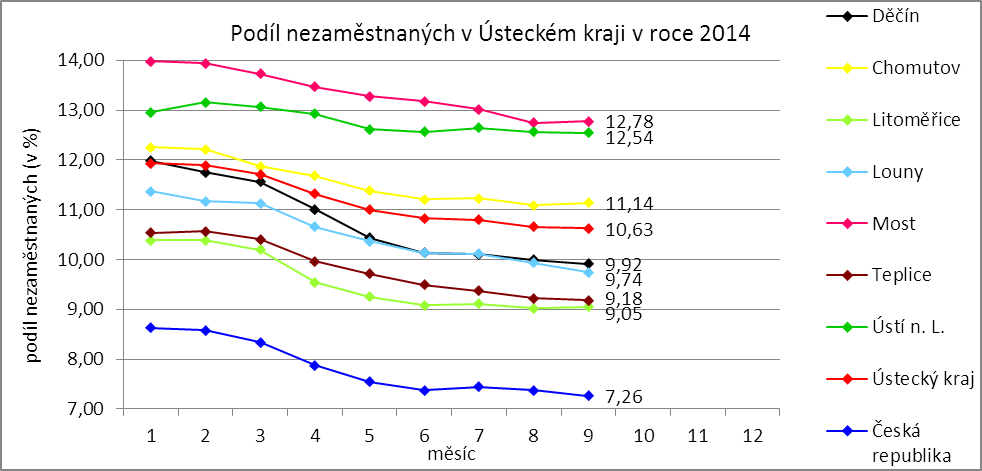 Podíl nezaměstnaných v Ústeckém kraji v roce 2014
podíl nezaměstnaných (v %)
14,00
13,00
12,00
11,00
10,00
9,00
8,00
7,00
12,78
12,54
11,14
10,63
9,92
9,74
9,18
9,05
7,26
1 2 3 4 5 6 7 8 9 10 11 12
měsíc
Děčín
Chomutov
Litoměřice
Louny
Most
Teplice
Ústí n. L.
Ústecký kraj
Česká
republika